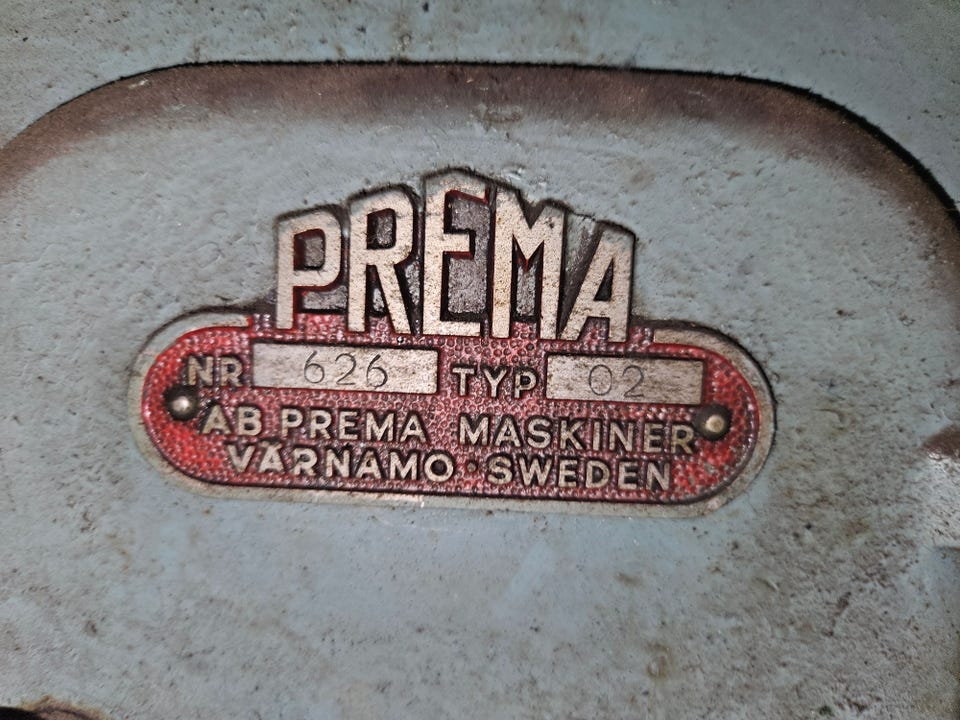 PREMA
NR 626 TYP 02
AB PREMA MASKINER
VÄRNAMO · SWEDEN